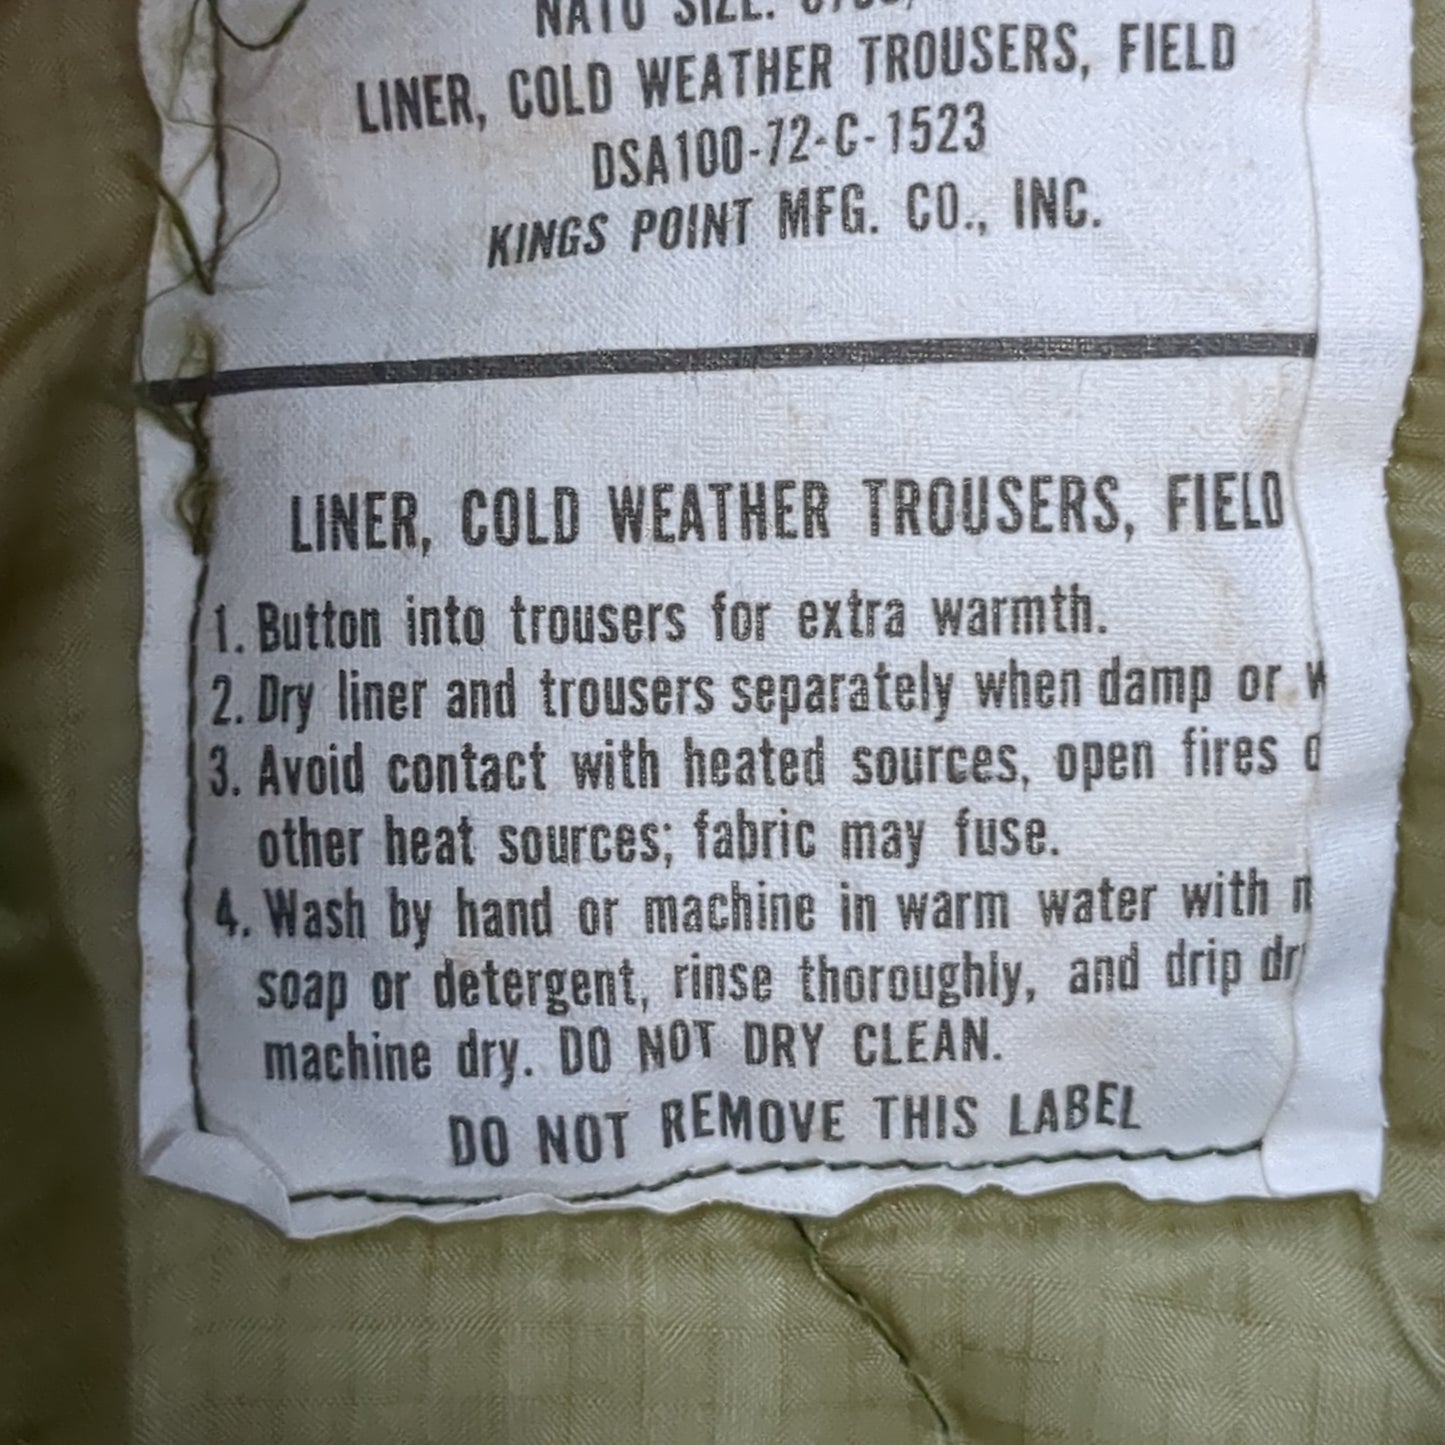 NATO SIZE:
LINER, COLD WEATHER TROUSERS, FIELD
DSA100-72-C-1523
KINGS POINT MFG. CO., INC.
LINER, COLD WEATHER TROUSERS, FIELD
1. Button into trousers for extra warmth.
2. Dry liner and trousers separately when damp or
3. Avoid contact with heated sources, open fires
other heat sources; fabric may fuse.
4. Wash by hand or machine in warm water with
soap or detergent, rinse thoroughly, and drip
machine dry. DO NOT DRY CLEAN.
DO NOT REMOVE THIS LABEL